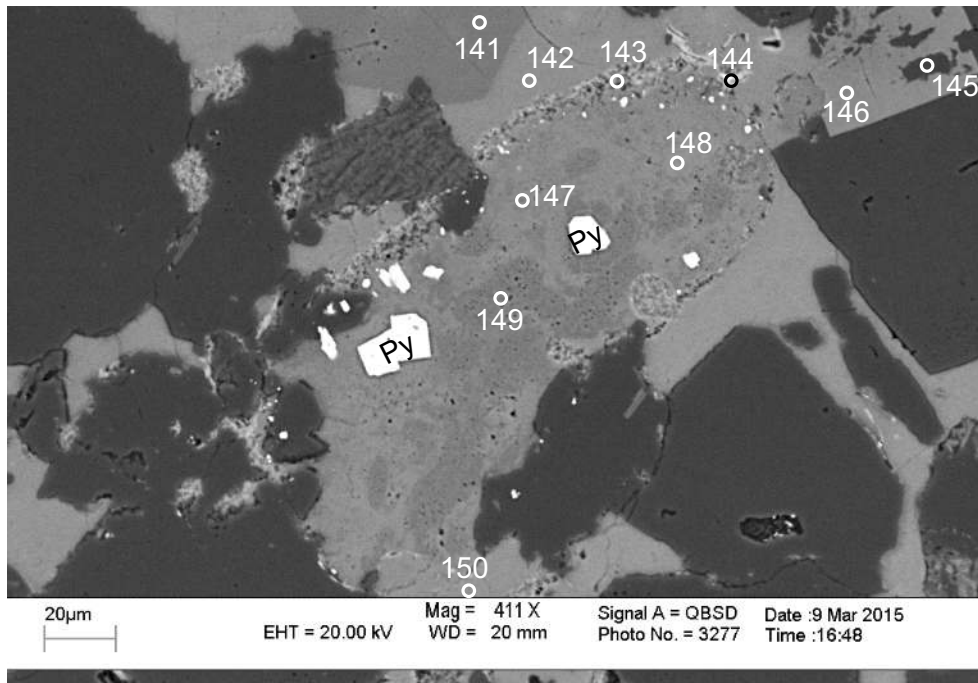 141
142
143
144
145
146
148
147
Py
149
Py
150
20µm
EHT = 20.00 kV
Mag = 411 X
WD = 20 mm
Signal A = QBSD
Photo No. = 3277
Date :9 Mar 2015
Time :16:48